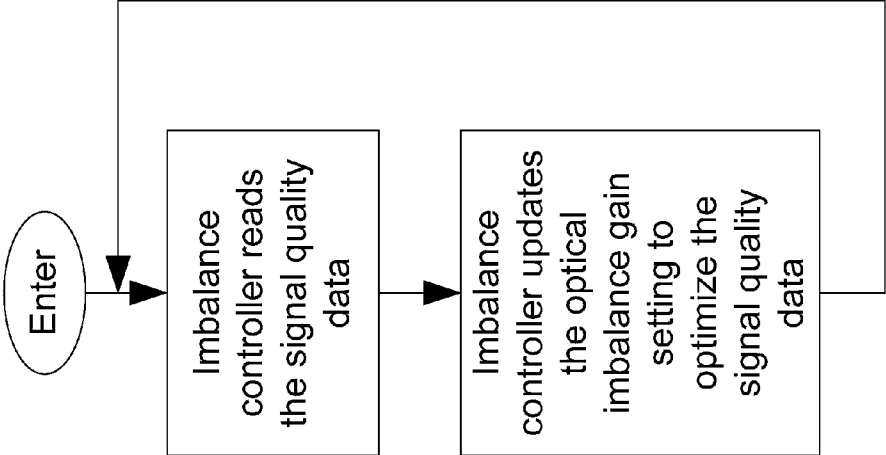 Enter
Imbalance
controller reads
the signal quality
data
Imbalance
controller updates
the optical
imbalance gain
setting to
optimize the
signal quality
data